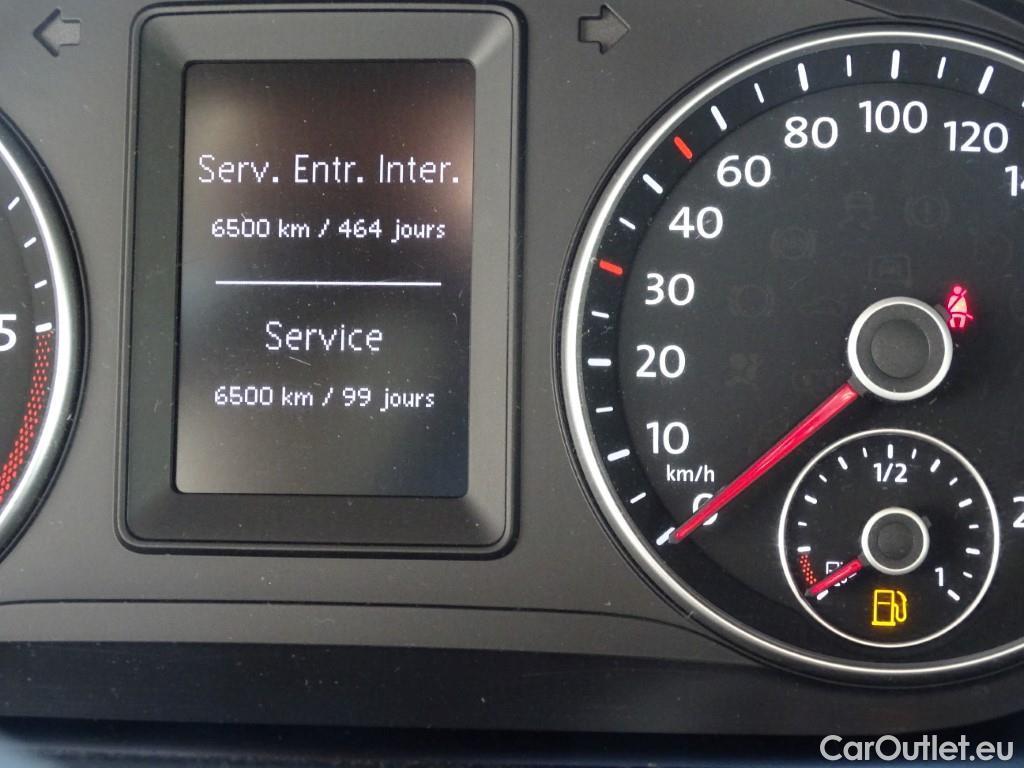 Serv. Entr. Inter.
6500 km / 464 jours
Service
6500 km / 99 jours
5
0
10
20
30
40
60
80
100
120
km/h
1/2
1
CarOutlet.eu